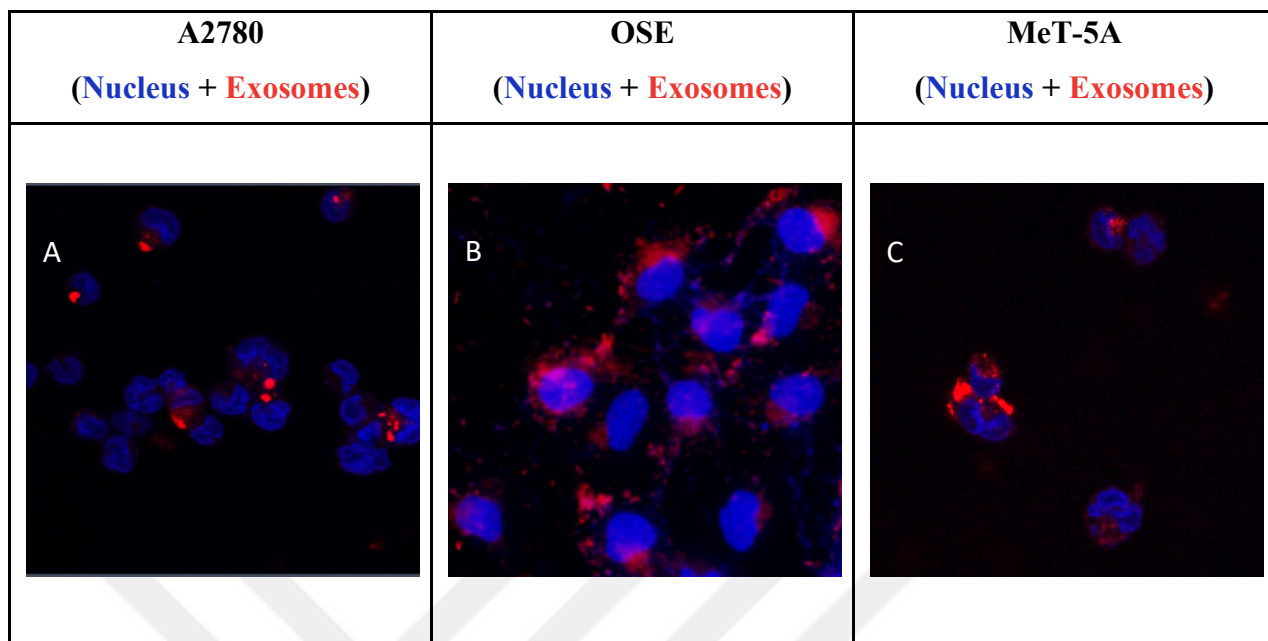 A2780
(Nucleus + Exosomes)
OSE
(Nucleus + Exosomes)
MeT-5A
(Nucleus + Exosomes)
A
B
C